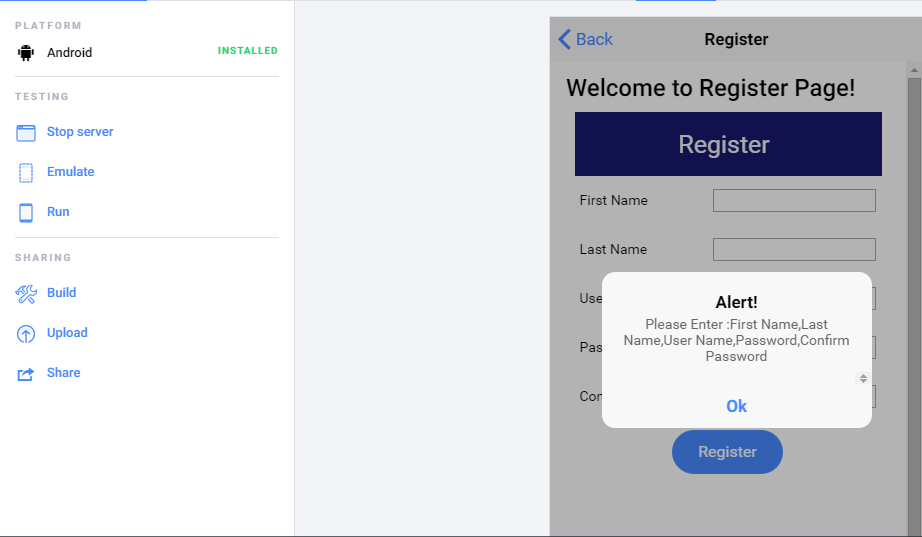 PLATFORM
Android INSTALLED
TESTING
Stop server
Emulate
Run
SHARING
Build
Upload
Share
Back Register
Welcome to Register Page!
Register
First Name
Last Name
Use
Pas
Con
Alert!
Please Enter :First Name,Last
Name,User Name,Password,Confirm
Password
Ok
Register